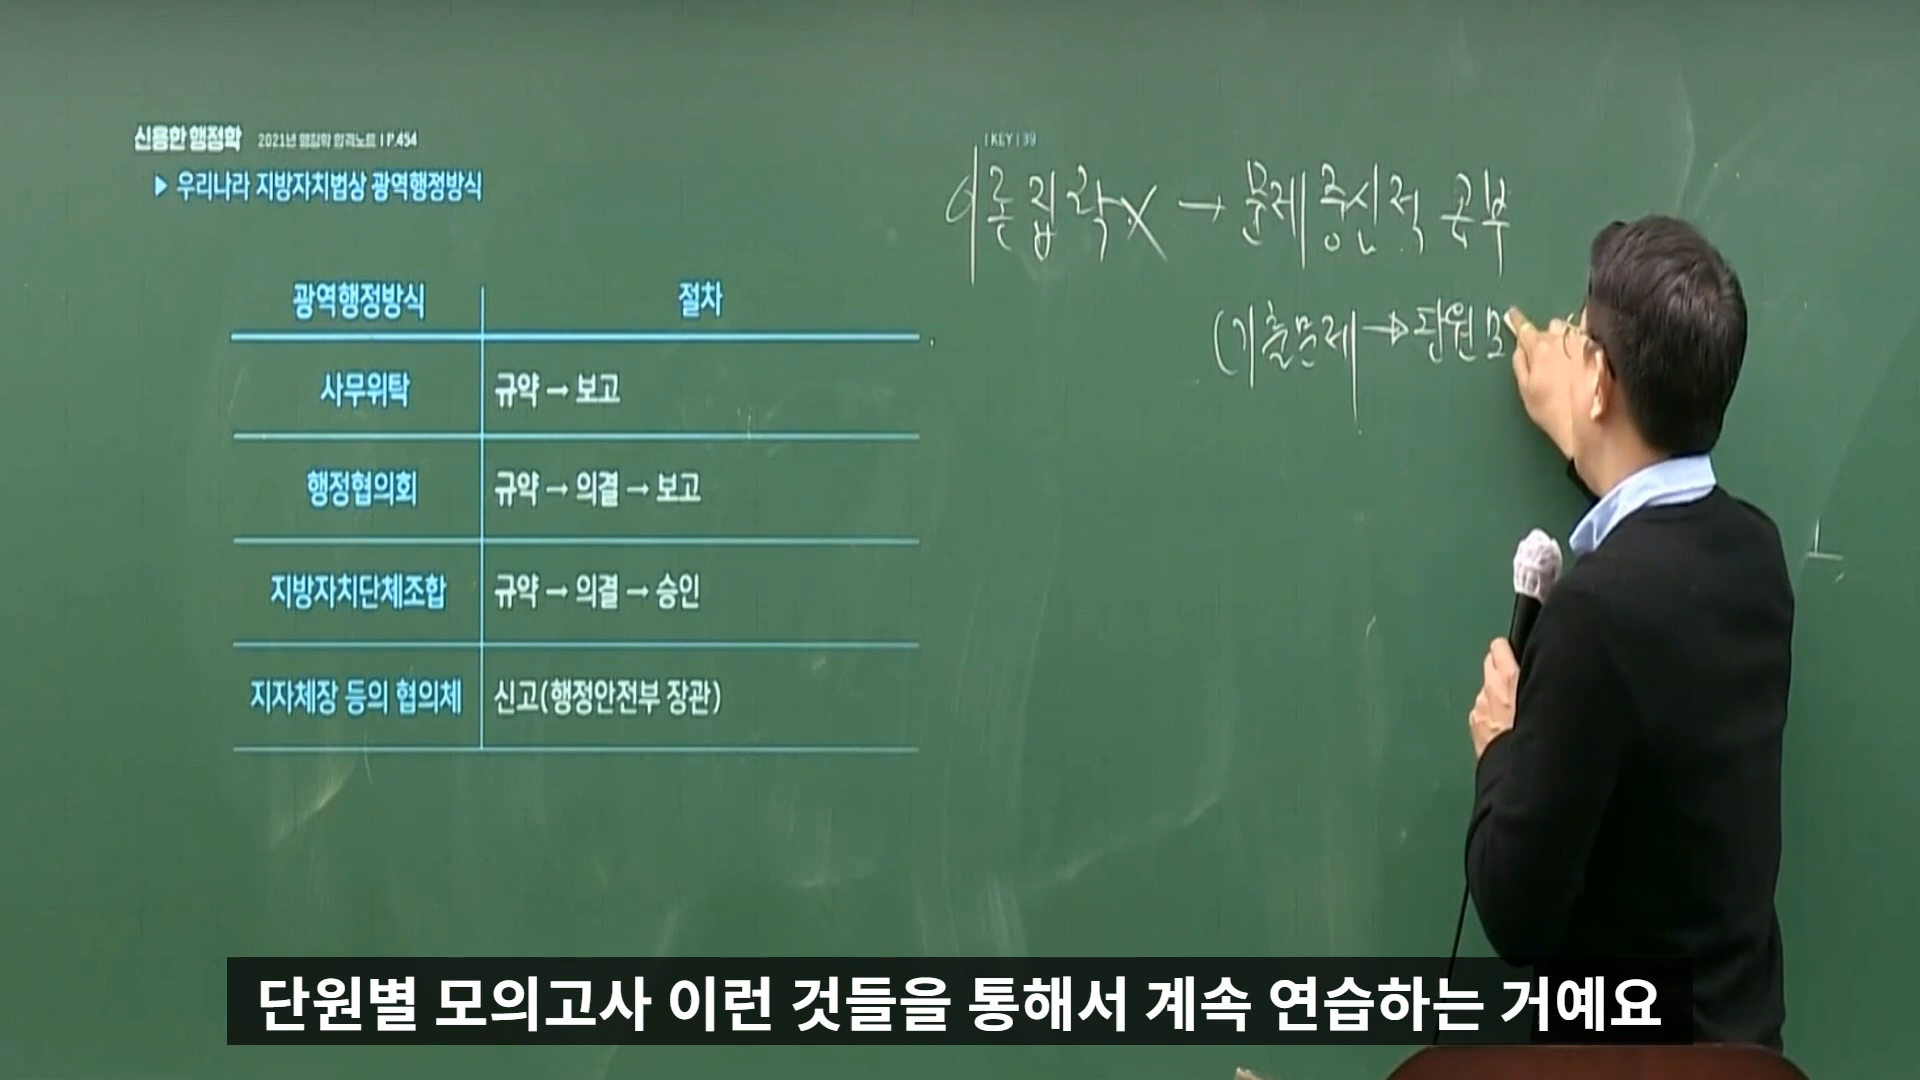 신용한 행정학 2021년 행정학 합격노트 | P.454
▶ 우리나라 지방자치법상 광역행정방식
| KEY | 39
광역행정방식 절차
사무위탁 규약 → 보고
행정협의회 규약 → 의결 → 보고
지방자치단체조합 규약 → 의결 → 승인
지자체장 등의 협의체 신고(행정안전부 장관)
이론집착X → 문제중심적 공부
(기출문제 → 단원모
단원별 모의고사 이런 것들을 통해서 계속 연습하는 거예요